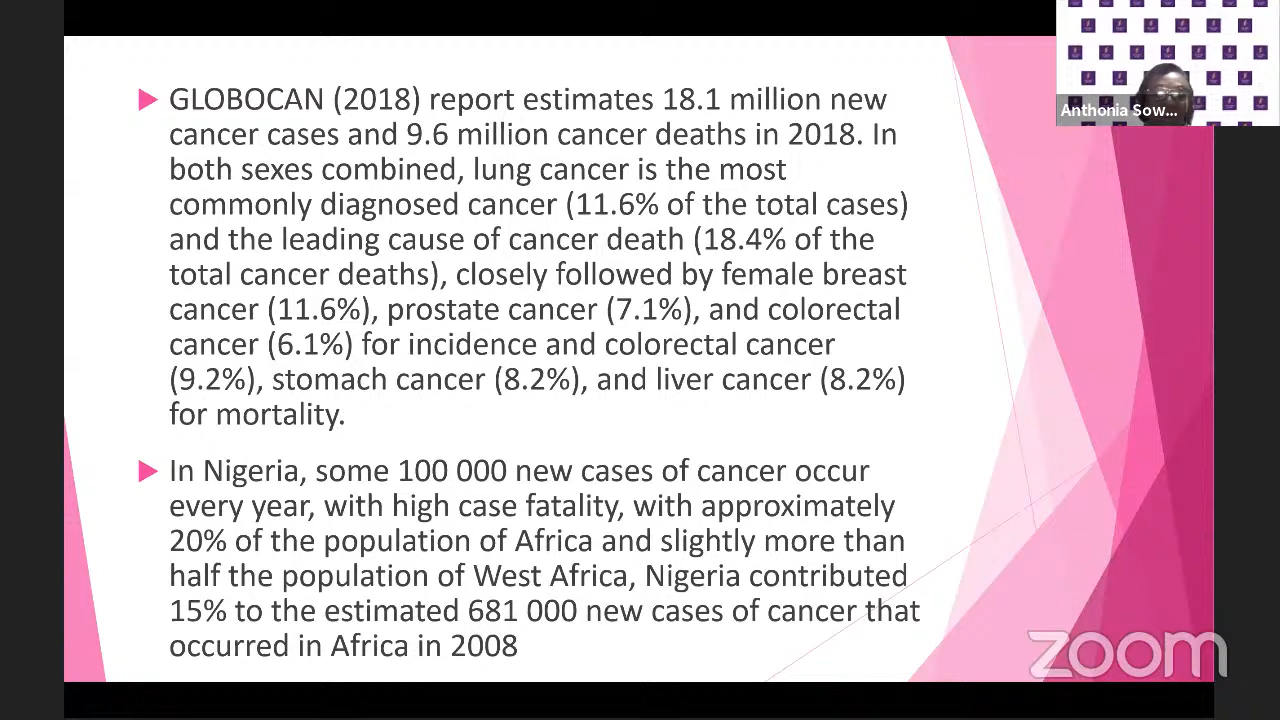 GLOBOCAN (2018) report estimates 18.1 million new
cancer cases and 9.6 million cancer deaths in 2018. In
both sexes combined, lung cancer is the most
commonly diagnosed cancer (11.6% of the total cases)
and the leading cause of cancer death (18.4% of the
total cancer deaths), closely followed by female breast
cancer (11.6%), prostate cancer (7.1%), and colorectal
cancer (6.1%) for incidence and colorectal cancer
(9.2%), stomach cancer (8.2%), and liver cancer (8.2%)
for mortality.
In Nigeria, some 100 000 new cases of cancer occur
every year, with high case fatality, with approximately
20% of the population of Africa and slightly more than
half the population of West Africa, Nigeria contributed
15% to the estimated 681 000 new cases of cancer that
occurred in Africa in 2008
Anthonia Sow...
zoom